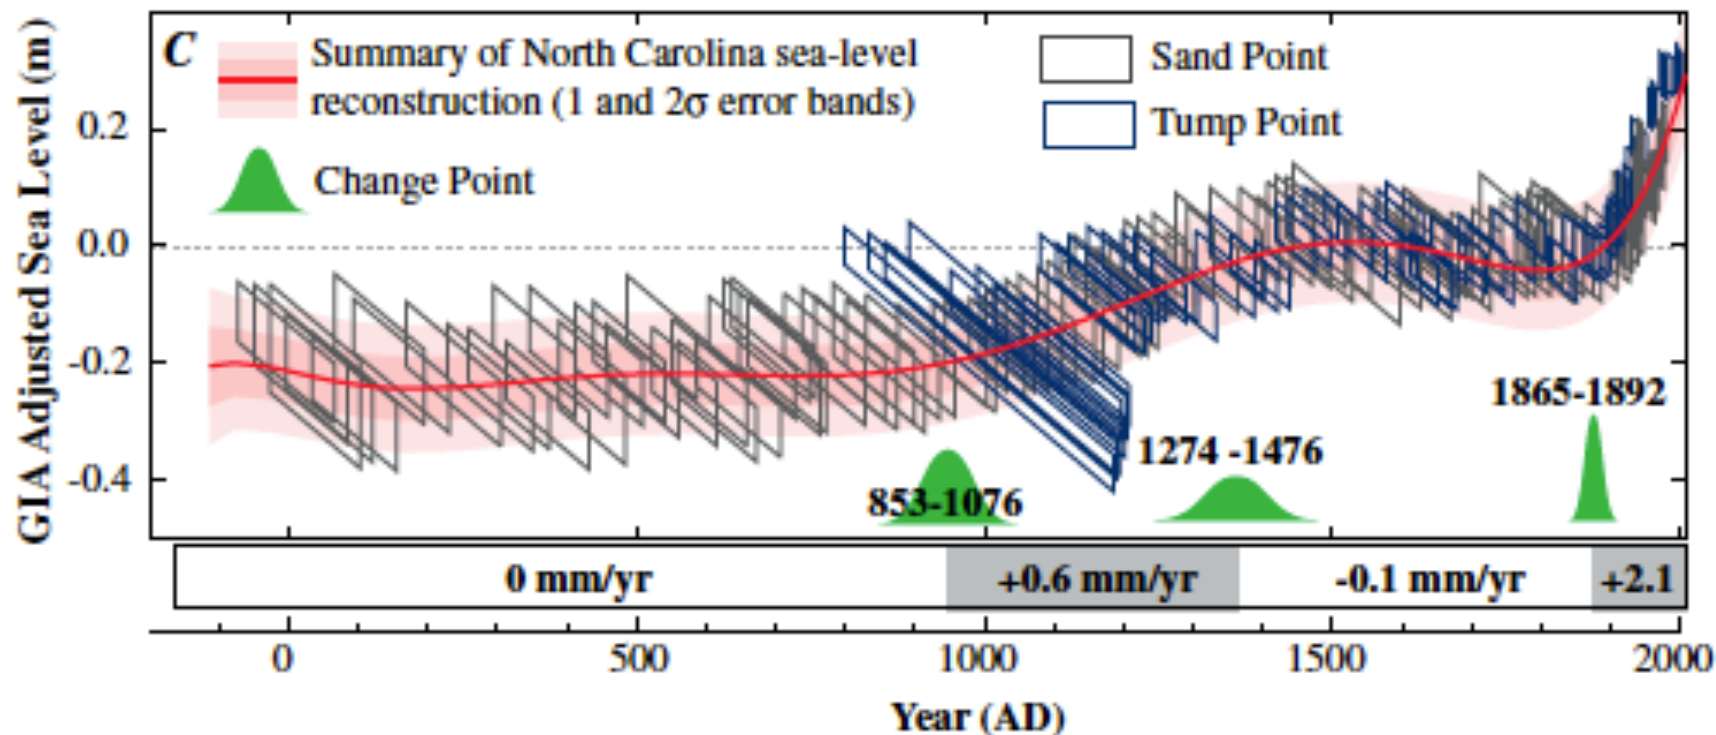 C
Summary of North Carolina sea-level
reconstruction (1 and 2σ error bands)
Change Point
Sand Point
Tump Point
GIA Adjusted Sea Level (m)
0.2
0.0
-0.2
-0.4
853-1076
1274 -1476
1865-1892
0 mm/yr
+0.6 mm/yr
-0.1 mm/yr
+2.1
0
500
1000
1500
2000
Year (AD)